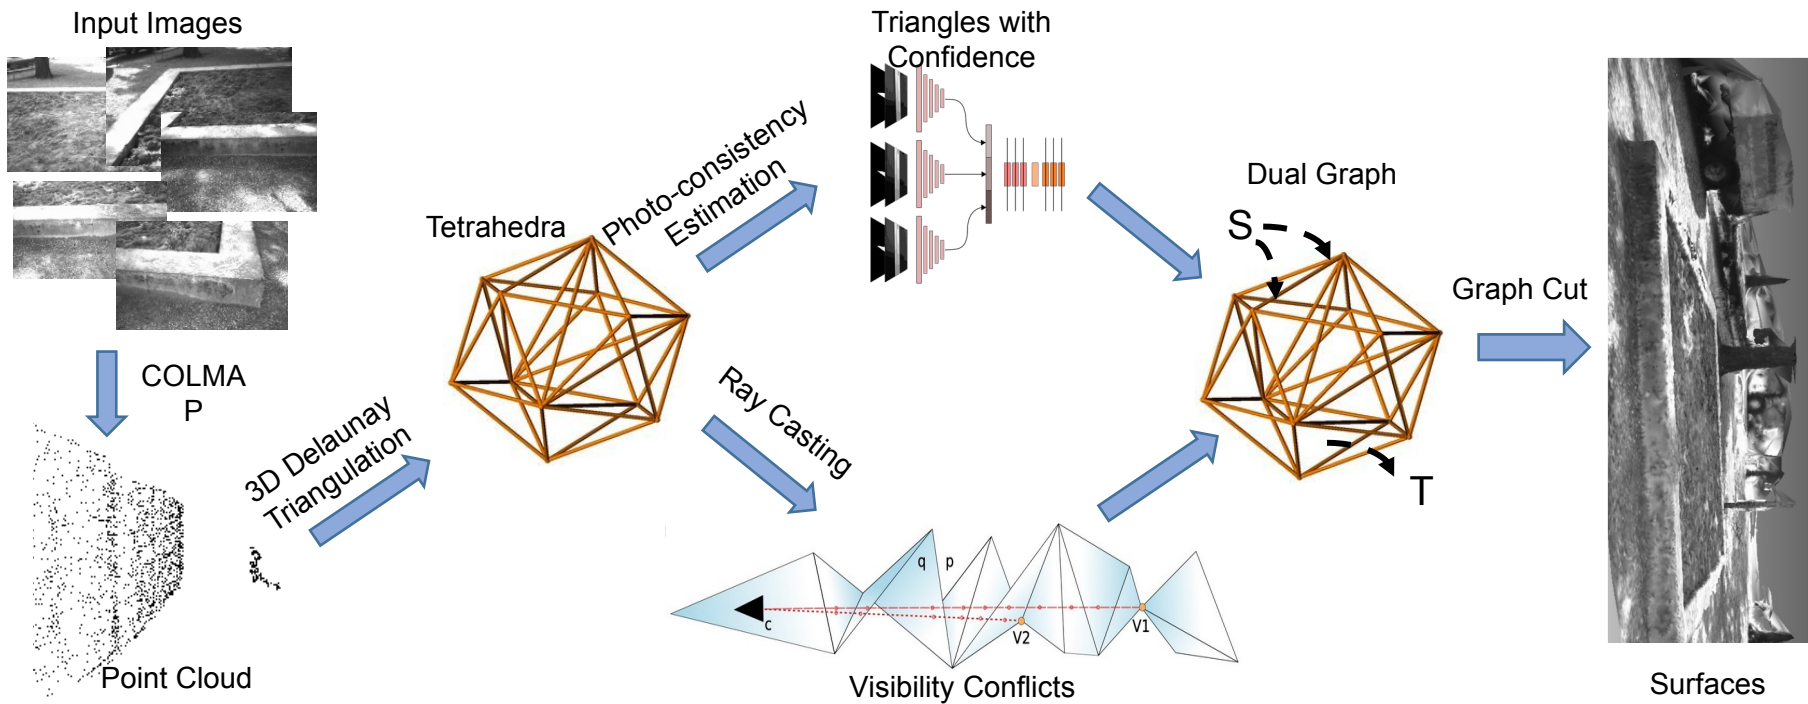 Input Images
COLMA
P
Point Cloud
3D Delaunay
Triangulation
Tetrahedra
Photo-consistency
Estimation
Triangles with
Confidence
Ray Casting
q
p
c
V2
V1
Visibility Conflicts
Dual Graph
S
T
Graph Cut
Surfaces